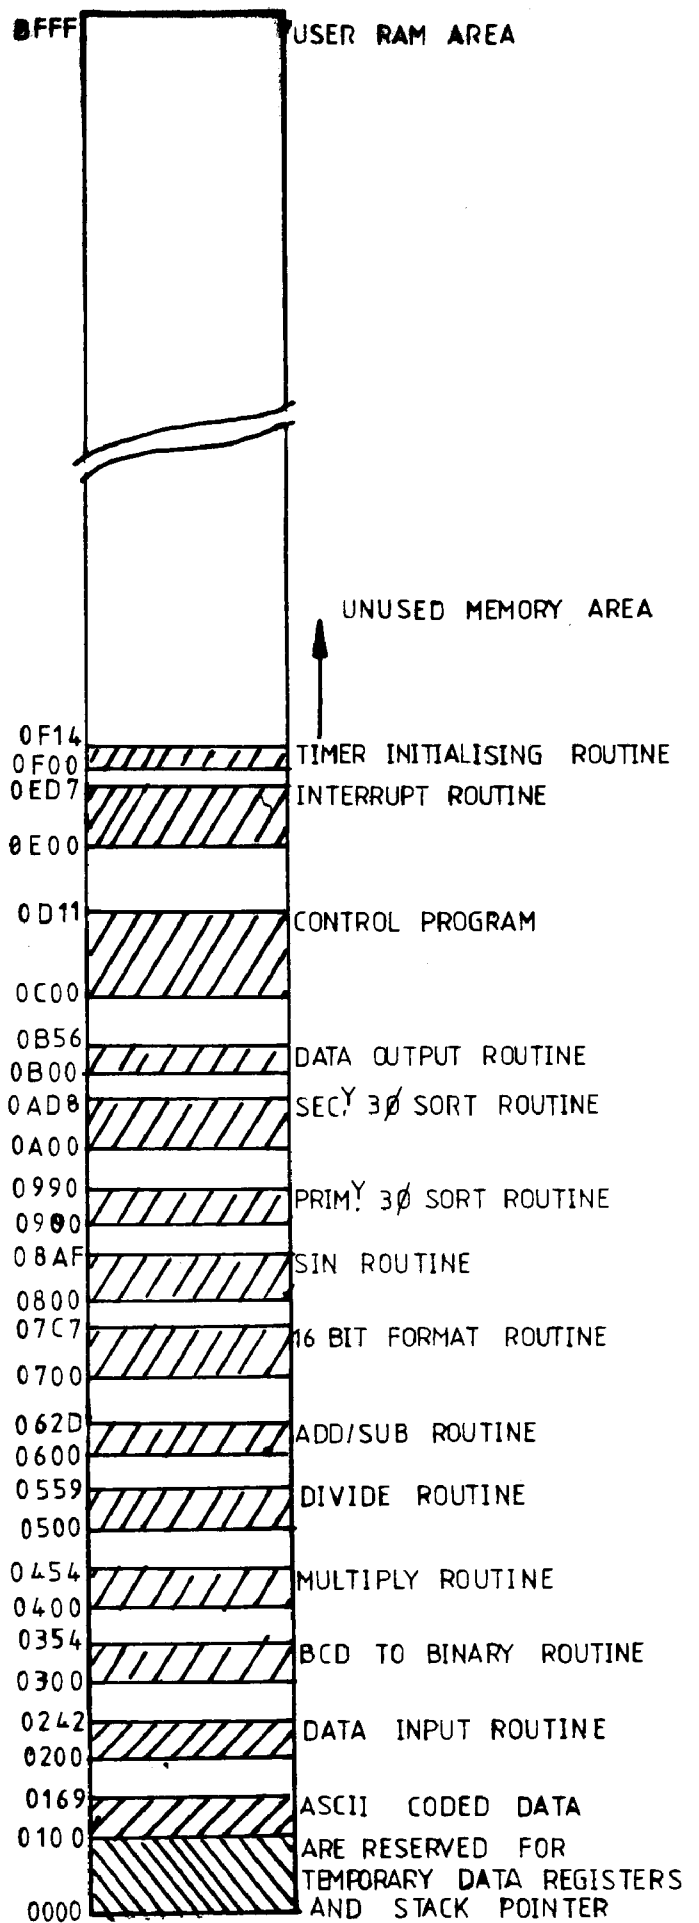 8FFF USER RAM AREA
UNUSED MEMORY AREA
0F14
0F00 TIMER INITIALISING ROUTINE
0ED7 INTERRUPT ROUTINE
0E00
0D11 CONTROL PROGRAM
0C00
0B56 DATA OUTPUT ROUTINE
0B00
0AD8 SECY. 3Ø SORT ROUTINE
0A00
0990 PRIMY. 3Ø SORT ROUTINE
0900
08AF SIN ROUTINE
0800
07C7 16 BIT FORMAT ROUTINE
0700
062D ADD/SUB ROUTINE
0600
0559 DIVIDE ROUTINE
0500
0454 MULTIPLY ROUTINE
0400
0354 BCD TO BINARY ROUTINE
0300
0242 DATA INPUT ROUTINE
0200
0169 ASCII CODED DATA
0100 ARE RESERVED FOR
TEMPORARY DATA REGISTERS
0000 AND STACK POINTER